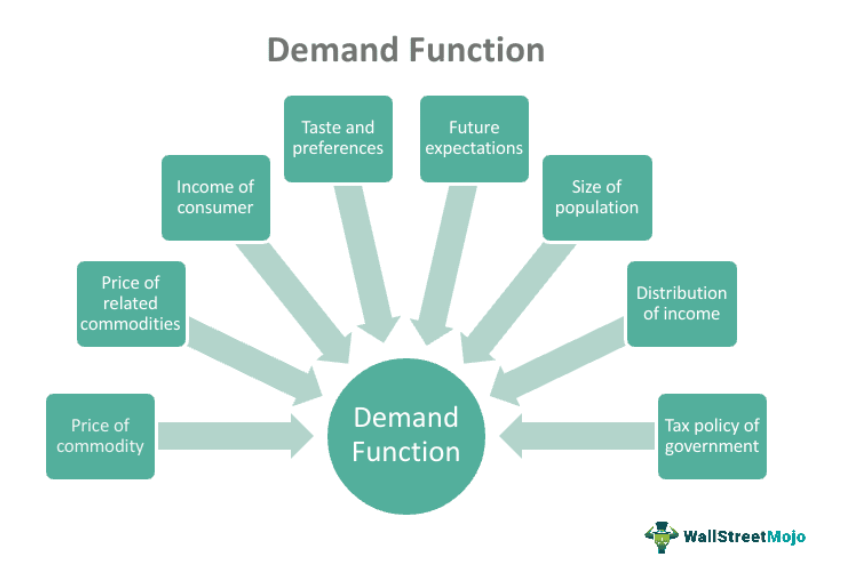 Demand Function
Taste and
preferences
Future
expectations
Income of
consumer
Size of
population
Price of
related
commodities
Distribution
of income
Price of
commodity
Demand
Function
Tax policy of
government
WallStreetMojo